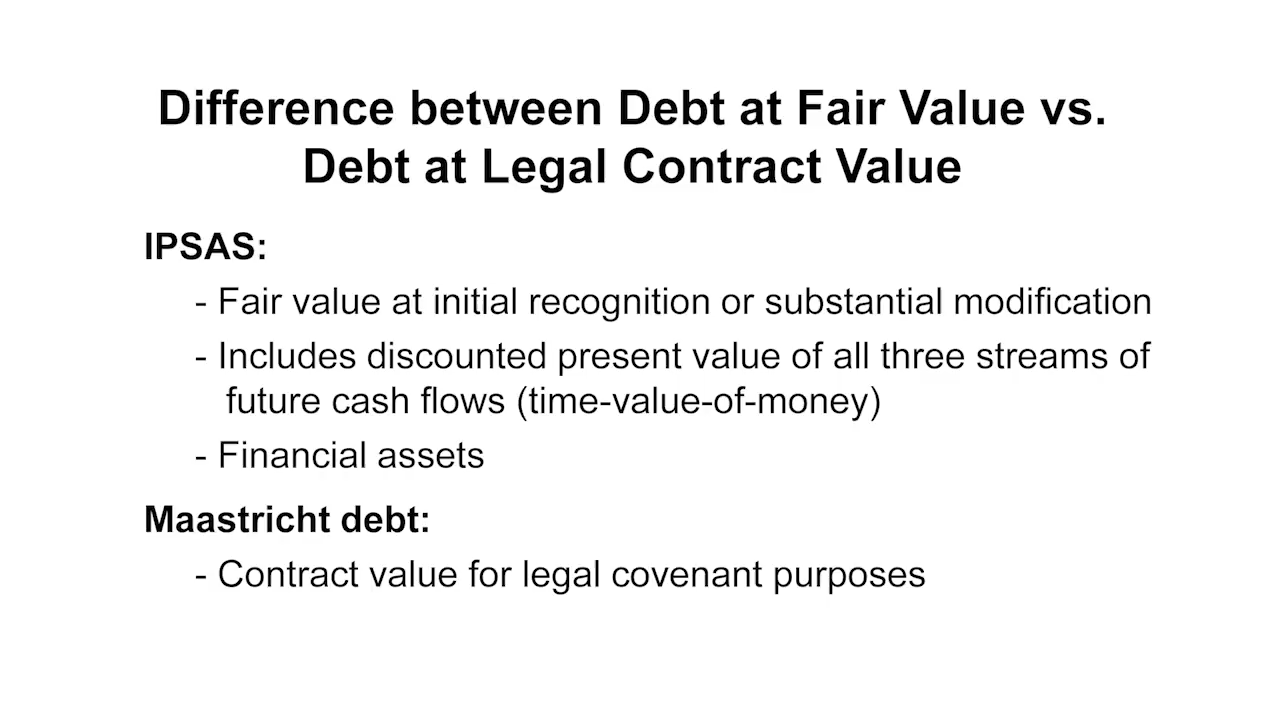 Difference between Debt at Fair Value vs.
Debt at Legal Contract Value
IPSAS:
- Fair value at initial recognition or substantial modification
- Includes discounted present value of all three streams of
future cash flows (time-value-of-money)
- Financial assets
Maastricht debt:
- Contract value for legal covenant purposes